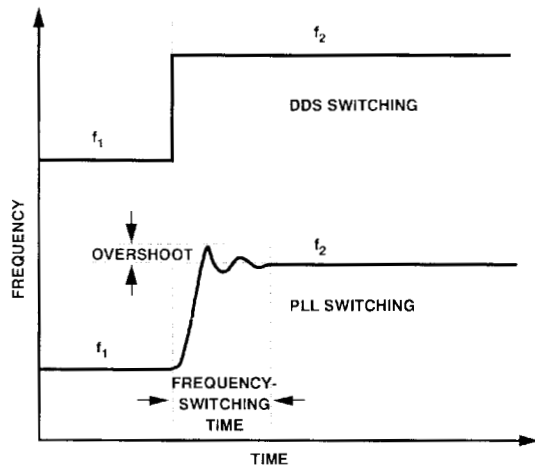 f2
DDS SWITCHING
f1
FREQUENCY
OVERSHOOT
f2
PLL SWITCHING
f1
FREQUENCY-
SWITCHING
TIME
TIME